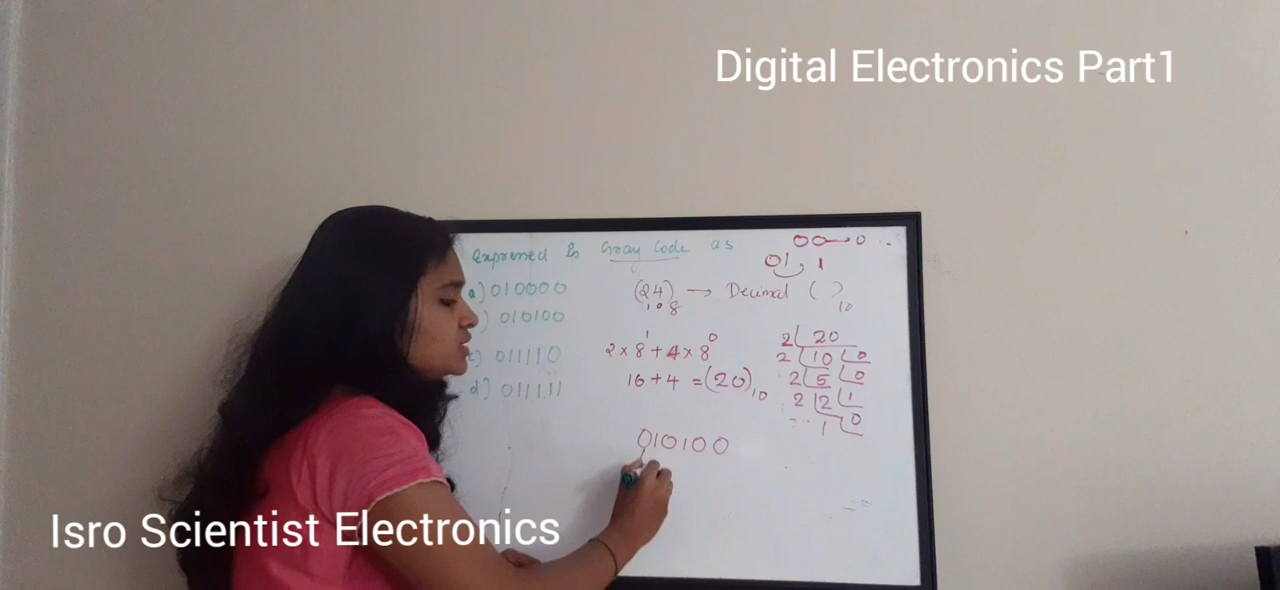 Digital Electronics Part1
Expressed in Gray Code as
00→0
01, 1
a) 010000
) 010100
c) 011110
d) 011111
(24)₈ → Decimal ( )₁₀
1 0
2×8¹+4×8⁰
16+4 =(20)₁₀
2 20
2 10 0
2 5 0
2 2 1
1 0
010100
Isro Scientist Electronics